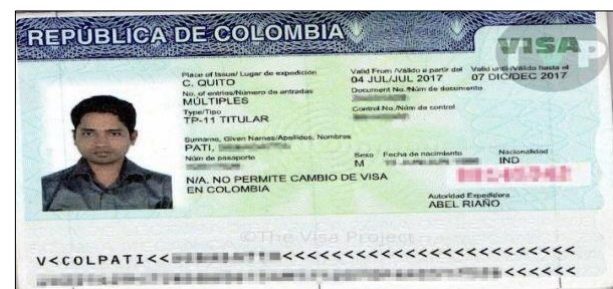 REPÚBLICA DE COLOMBIA
VISA
Place of Issue/ Lugar de expedición
C. QUITO
Valid From /Válido a partir del
04 JUL/JUL 2017
Valid until/Válido hasta el
07 DIC/DEC 2017
No. of entries/Número de entradas
MÚLTIPLES
Document No./Núm de documento
Type/Tipo
TP-11 TITULAR
Control No./Núm de control
Surname, Given Names/Apellidos, Nombres
PATI,
Núm de pasaporte
Sexo
M
Fecha de nacimiento
Nacionalidad
IND
N/A. NO PERMITE CAMBIO DE VISA
EN COLOMBIA
Autoridad Expedidora
ABEL RIAÑO
©The Visa Project
V<COLPATI<<
<<<<<<<<<<<<<<<<<<<<<<<<
<<<<<<